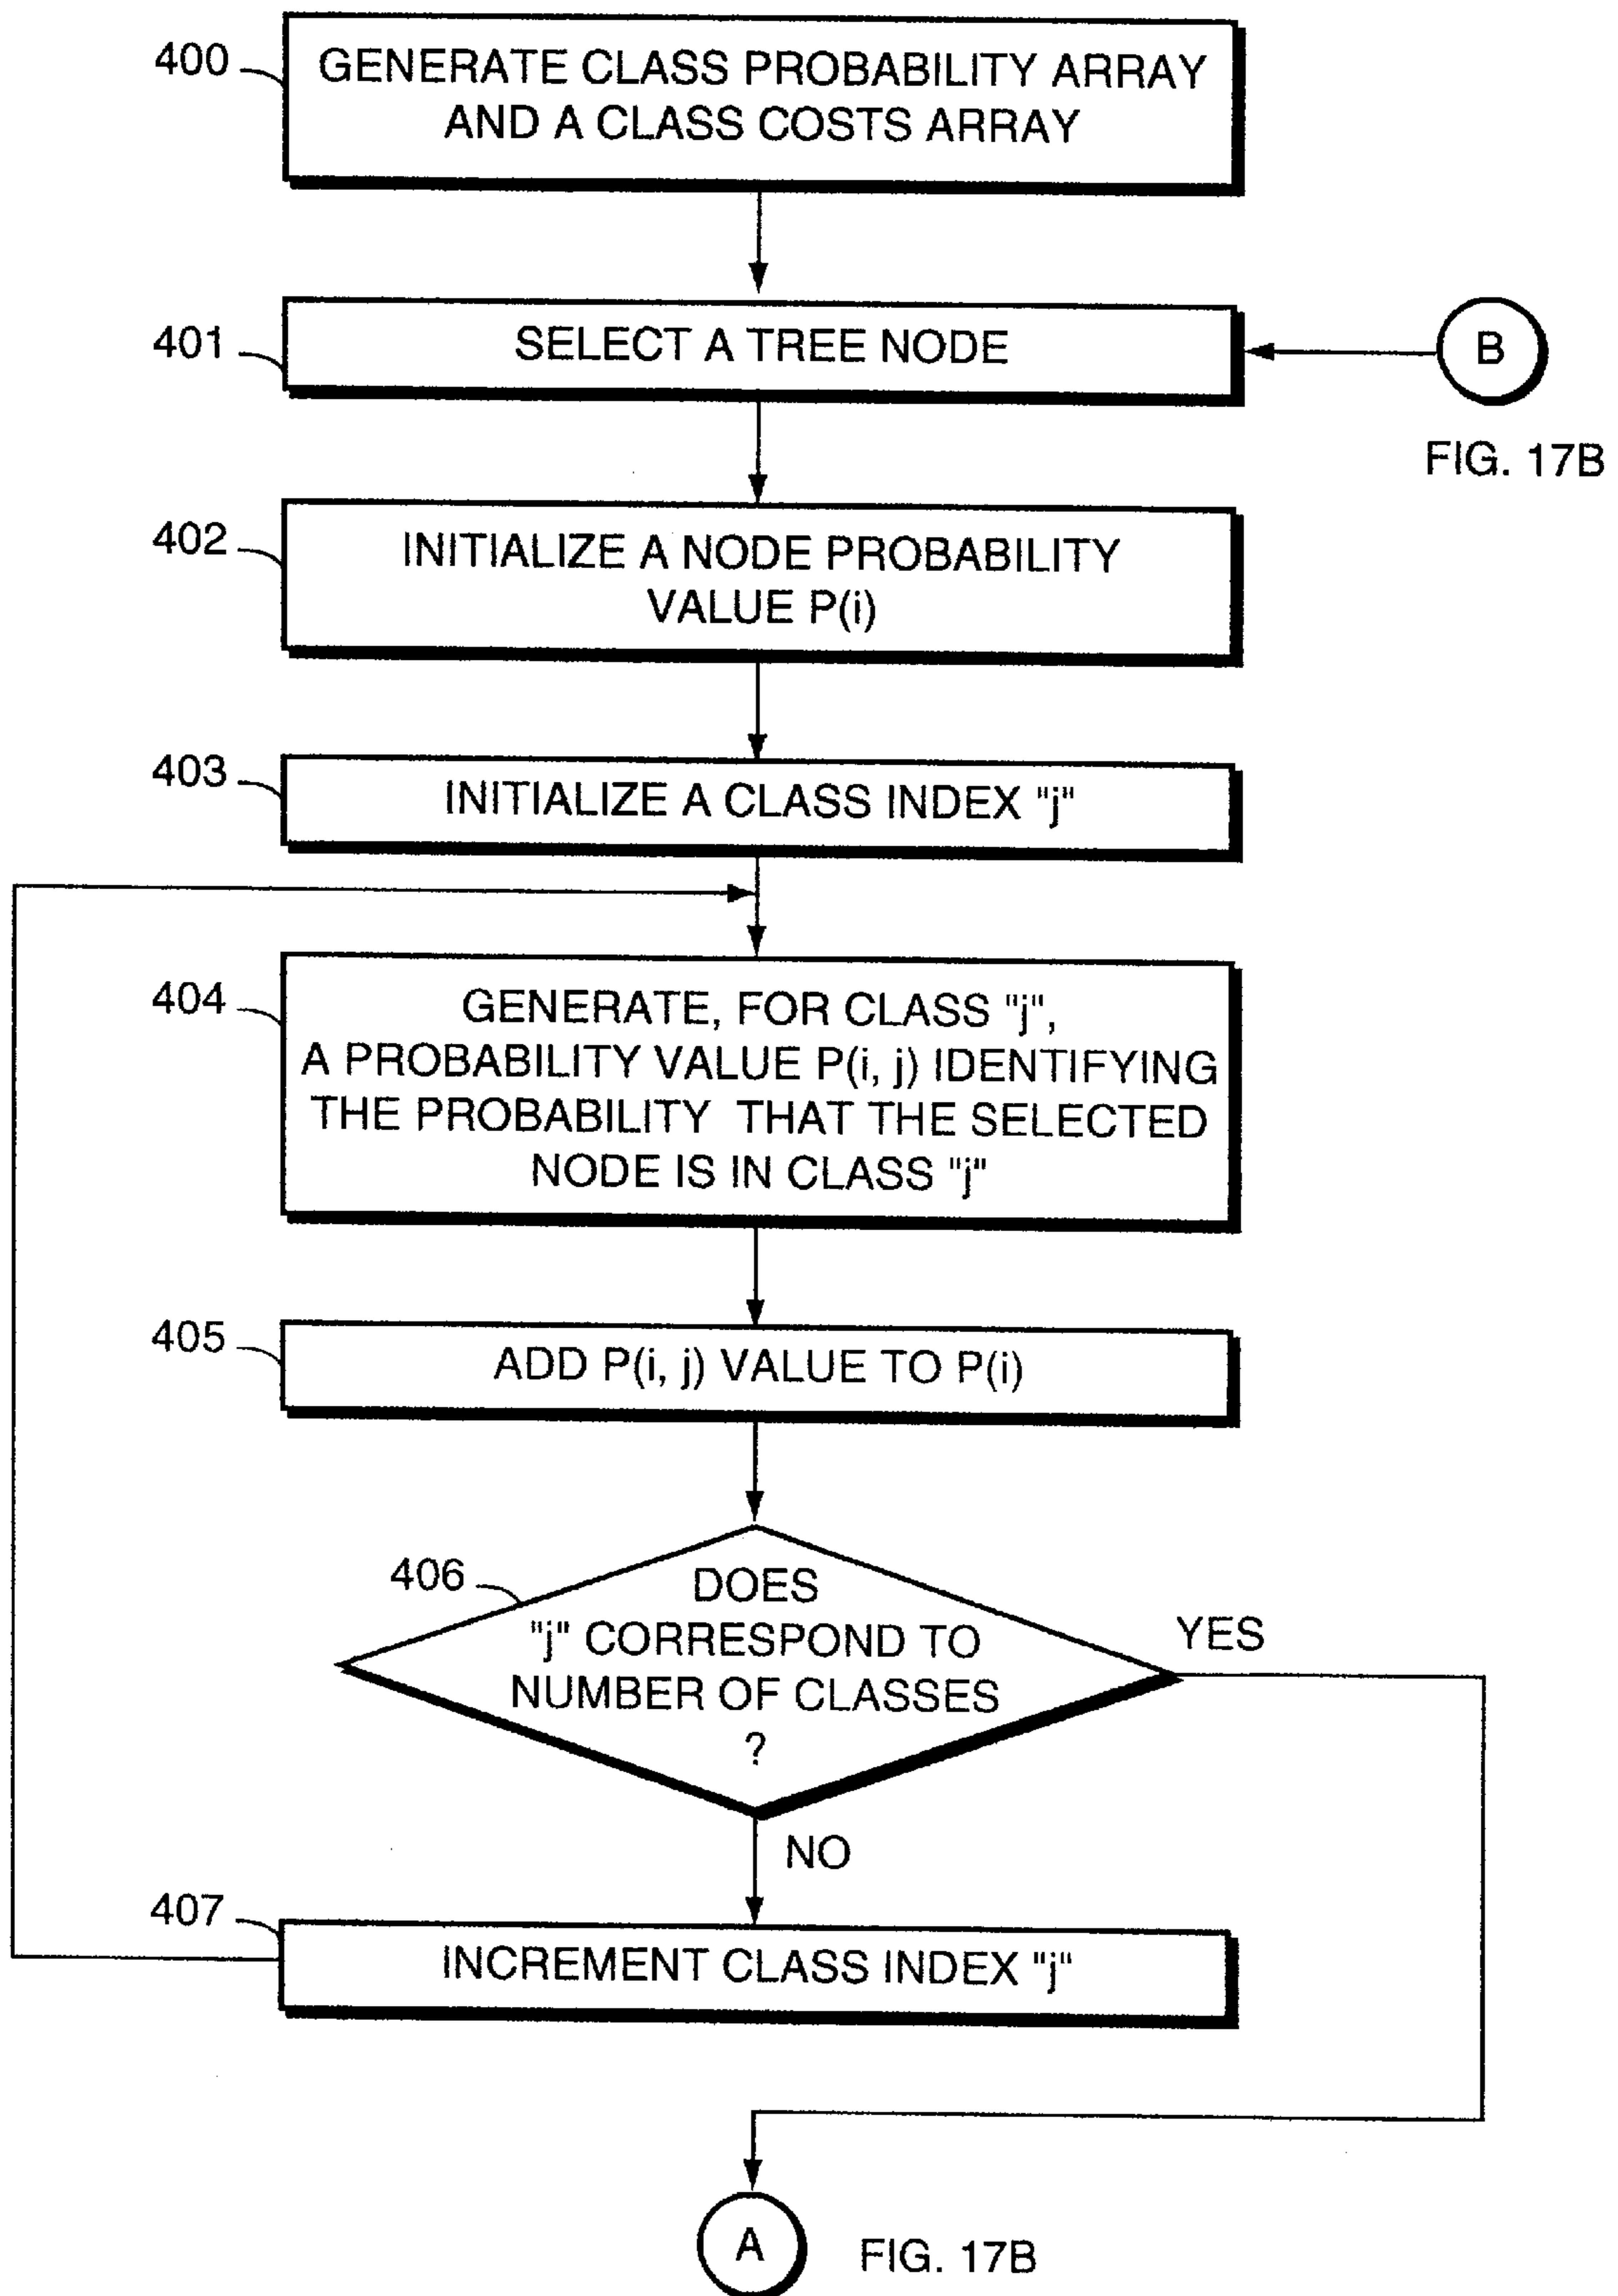 400
GENERATE CLASS PROBABILITY ARRAY
AND A CLASS COSTS ARRAY
401
SELECT A TREE NODE
B
FIG. 17B
402
INITIALIZE A NODE PROBABILITY
VALUE P(i)
403
INITIALIZE A CLASS INDEX "j"
404
GENERATE, FOR CLASS "j",
A PROBABILITY VALUE P(i, j) IDENTIFYING
THE PROBABILITY THAT THE SELECTED
NODE IS IN CLASS "j"
405
ADD P(i, j) VALUE TO P(i)
406
DOES
"j" CORRESPOND TO
NUMBER OF CLASSES
?
YES
NO
407
INCREMENT CLASS INDEX "j"
A
FIG. 17B